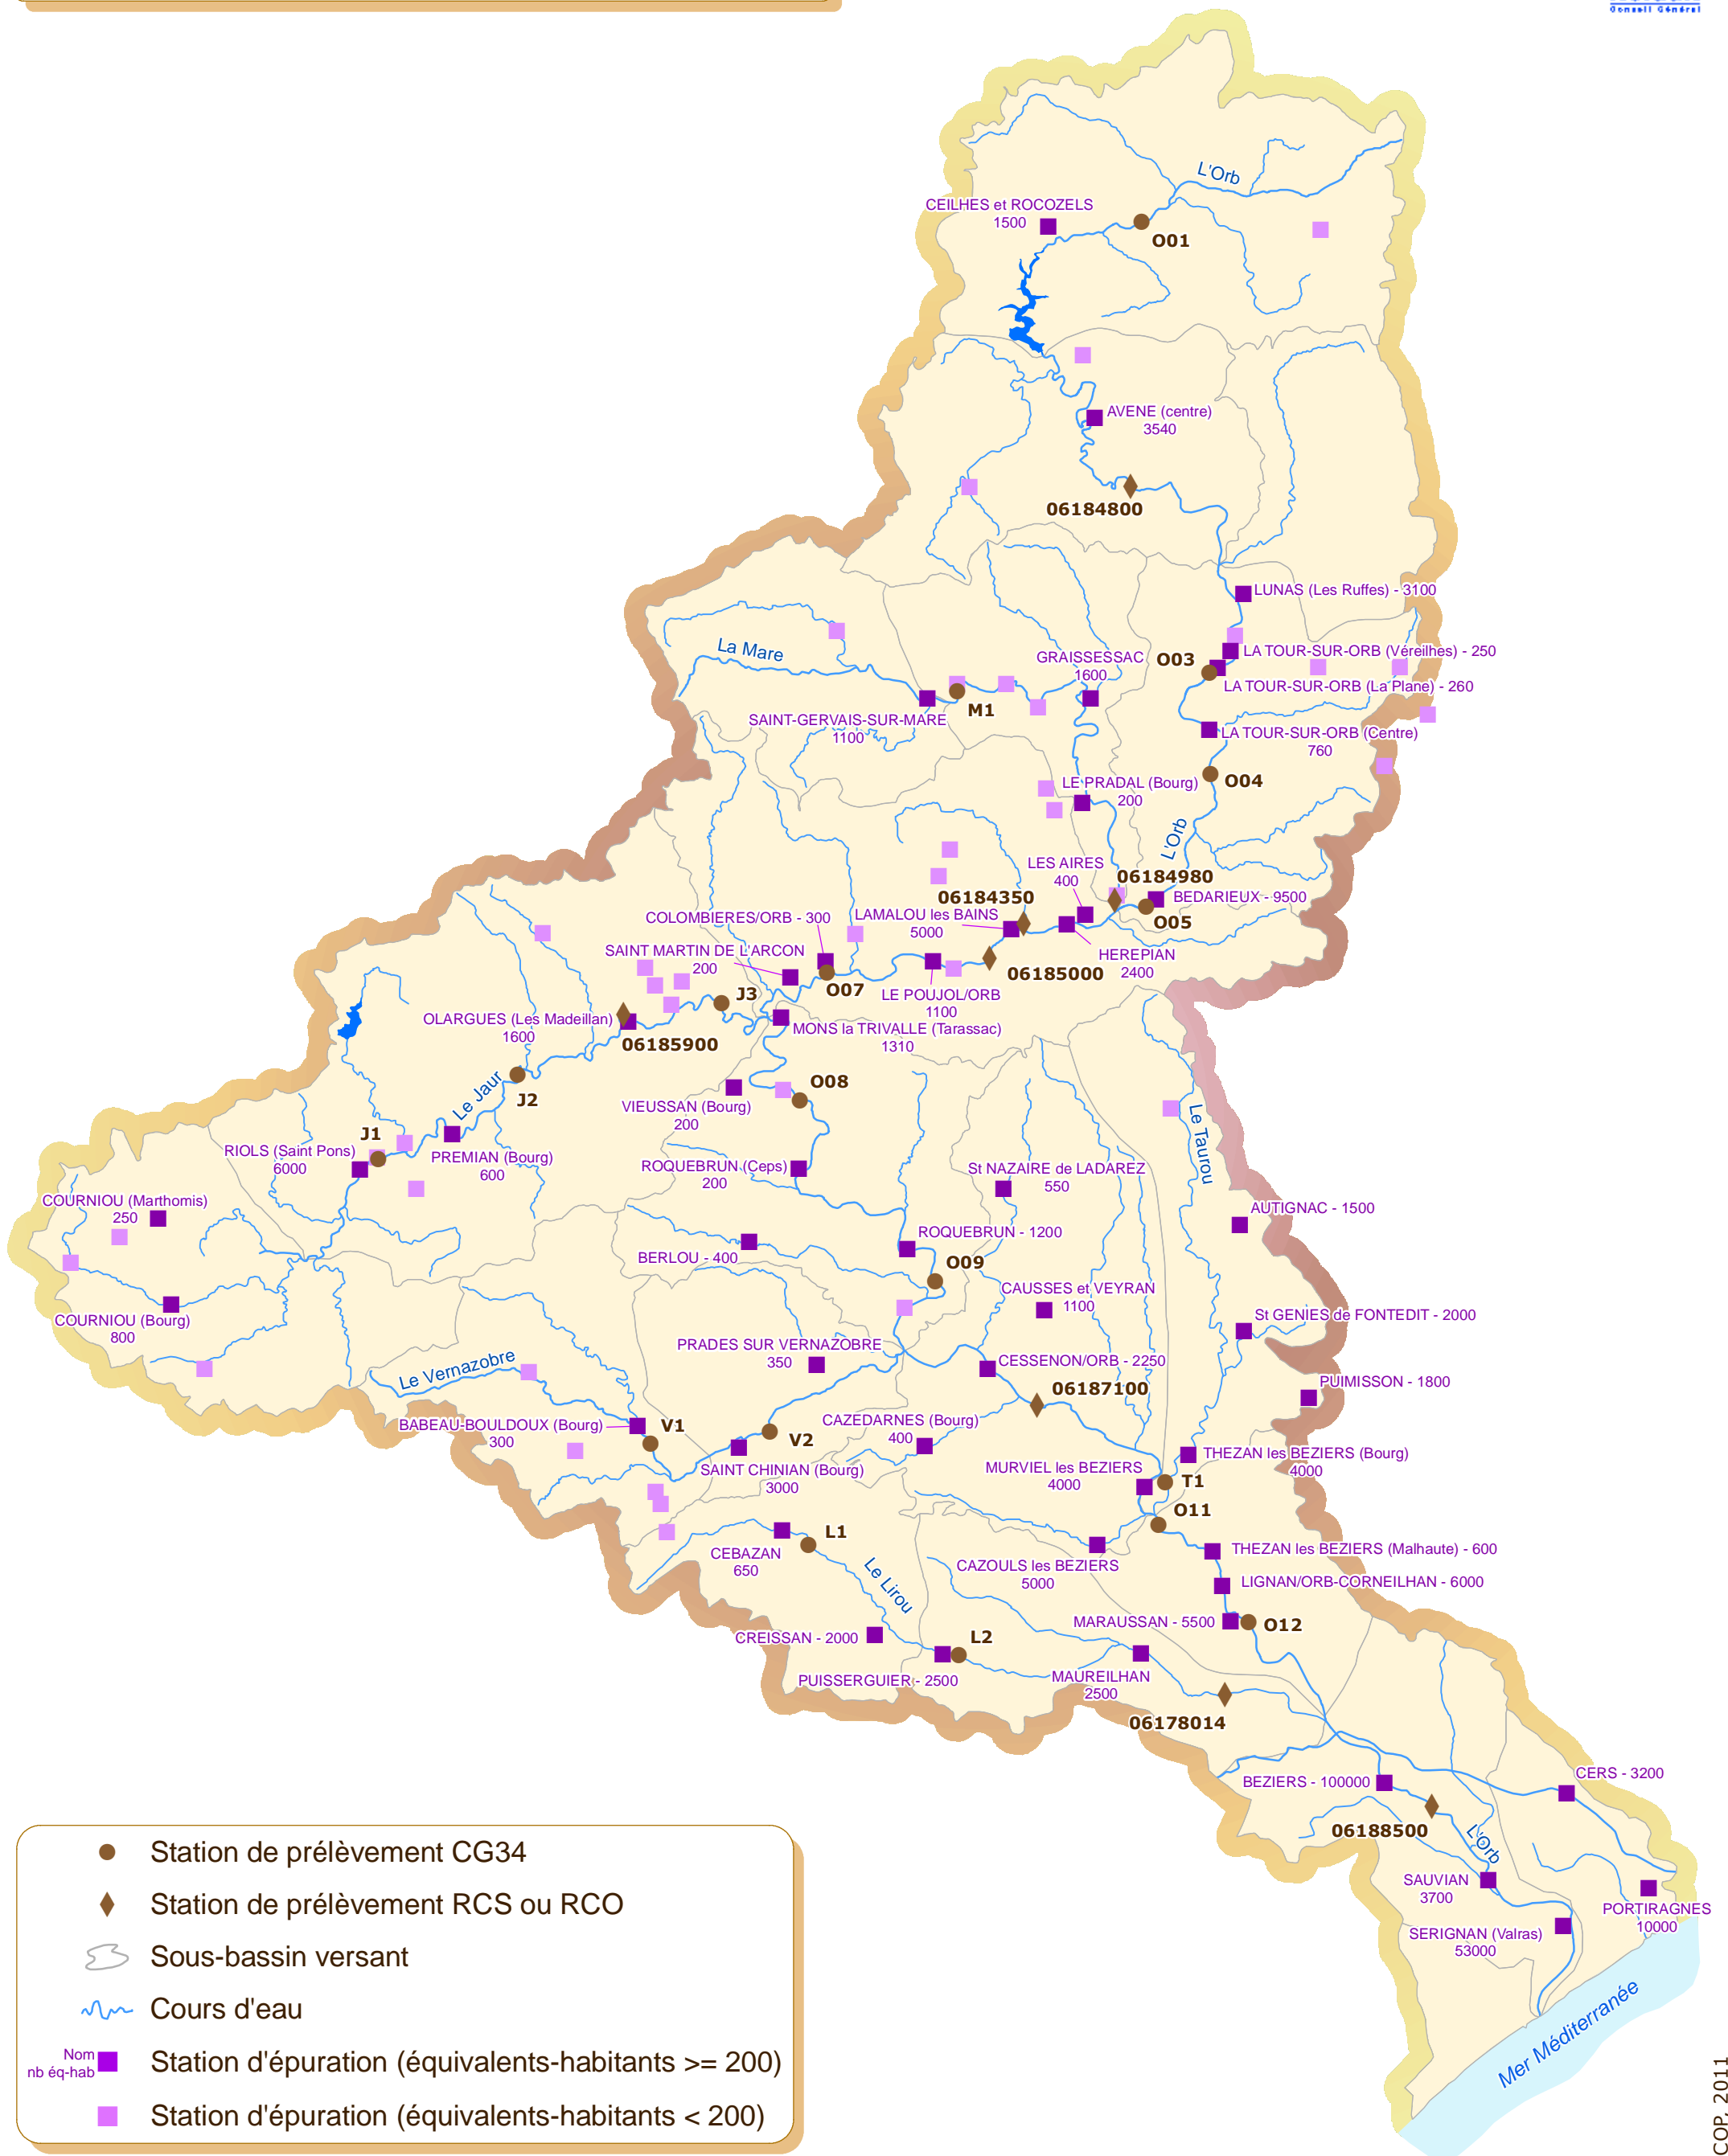 Conseil Général
L'Orb
CEILHES et ROCOZELS
1500
O01
AVENE (centre)
3540
06184800
LUNAS (Les Ruffes) - 3100
La Mare
GRAISSESSAC
1600
O03
LA TOUR-SUR-ORB (Véreilhes) - 250
LA TOUR-SUR-ORB (La Plane) - 260
M1
SAINT-GERVAIS-SUR-MARE
1100
LA TOUR-SUR-ORB (Centre)
760
LE PRADAL (Bourg)
200
O04
L'Orb
LES AIRES
400
06184980
06184350
BEDARIEUX - 9500
COLOMBIERES/ORB - 300
LAMALOU les BAINS
5000
O05
SAINT MARTIN DE L'ARCON
200
HEREPIAN
2400
06185000
O07
J3
LE POUJOL/ORB
1100
OLARGUES (Les Madeillan)
1600
MONS la TRIVALLE (Tarassac)
1310
06185900
O08
Le Jaur
J2
VIEUSSAN (Bourg)
200
Le Taurou
J1
RIOLS (Saint Pons)
6000
PREMIAN (Bourg)
600
ROQUEBRUN (Ceps)
200
St NAZAIRE de LADAREZ
550
COURNIOU (Marthomis)
250
AUTIGNAC - 1500
ROQUEBRUN - 1200
BERLOU - 400
O09
CAUSSES et VEYRAN
1100
COURNIOU (Bourg)
800
St GENIES de FONTEDIT - 2000
PRADES SUR VERNAZOBRE
350
Le Vernazobre
CESSENON/ORB - 2250
PUIMISSON - 1800
06187100
BABEAU-BOULDOUX (Bourg)
300
V1
V2
CAZEDARNES (Bourg)
400
THEZAN les BEZIERS (Bourg)
4000
SAINT CHINIAN (Bourg)
3000
MURVIEL les BEZIERS
4000
T1
O11
L1
CEBAZAN
650
THEZAN les BEZIERS (Malhaute) - 600
CAZOULS les BEZIERS
5000
Le Lirou
LIGNAN/ORB-CORNEILHAN - 6000
MARAUSSAN - 5500
O12
CREISSAN - 2000
L2
PUISSERGUIER - 2500
MAUREILHAN
2500
06178014
CERS - 3200
BEZIERS - 100000
06188500
L'Orb
SAUVIAN
3700
PORTIRAGNES
10000
SERIGNAN (Valras)
53000
Mer Méditerranée
Station de prélèvement CG34
Station de prélèvement RCS ou RCO
Sous-bassin versant
Cours d'eau
Nom
nb éq-hab
Station d'épuration (équivalents-habitants >= 200)
Station d'épuration (équivalents-habitants < 200)
COP, 2011